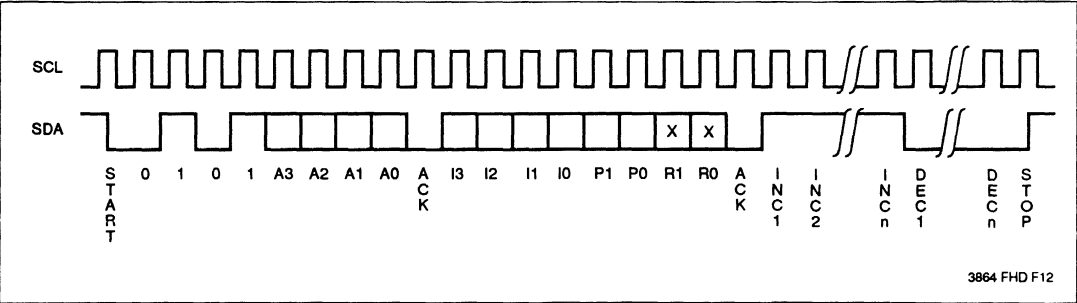 SCL
SDA
X X
START 0 1 0 1 A3 A2 A1 A0 ACK I3 I2 I1 I0 P1 P0 R1 R0 ACK INC1 INC2 INCn DEC1 DECn STOP
3864 FHD F12